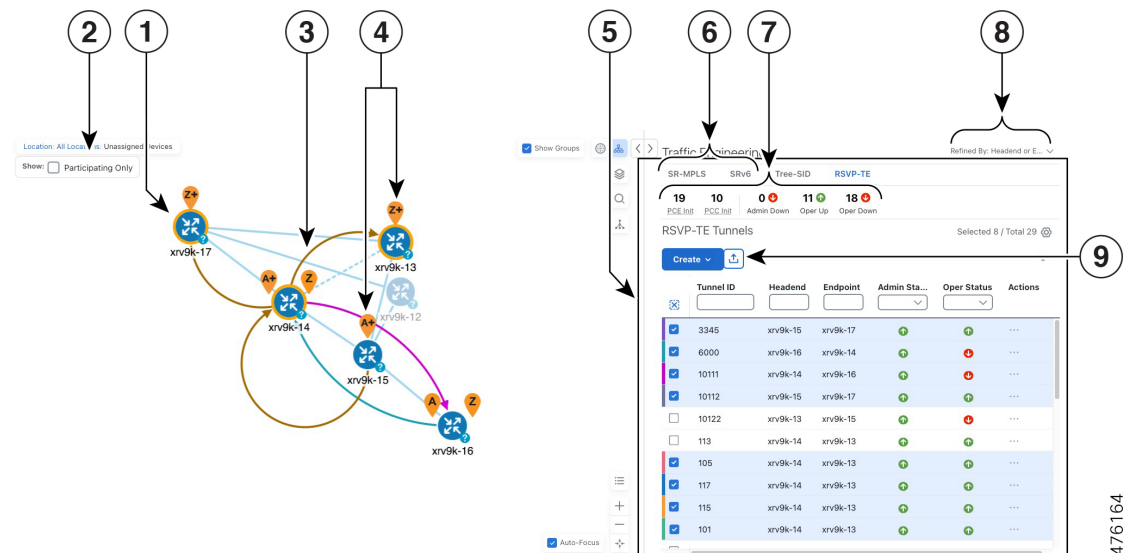 1
2
3
4
5
6
7
8
9
Location: All Locations: Unassigned Devices
Show: Participating Only
Z+
xrv9k-17
Z+
xrv9k-13
A+
Z
xrv9k-14
xrv9k-12
A+
xrv9k-15
A
Z
xrv9k-16
Show Groups
Auto-Focus
Traffic Engineering
Refined By: Headend or E...
SR-MPLS SRv6 Tree-SID RSVP-TE
19 10 0 11 18
PCE Init PCC Init Admin Down Oper Up Oper Down
RSVP-TE Tunnels Selected 8 / Total 29
Create
Tunnel ID Headend Endpoint Admin Sta... Oper Status Actions
3345 xrv9k-15 xrv9k-17 ...
6000 xrv9k-16 xrv9k-14 ...
10111 xrv9k-14 xrv9k-16 ...
10112 xrv9k-15 xrv9k-17 ...
10122 xrv9k-13 xrv9k-15 ...
113 xrv9k-14 xrv9k-13 ...
105 xrv9k-14 xrv9k-13 ...
117 xrv9k-14 xrv9k-13 ...
115 xrv9k-14 xrv9k-13 ...
101 xrv9k-14 xrv9k-13 ...
476164